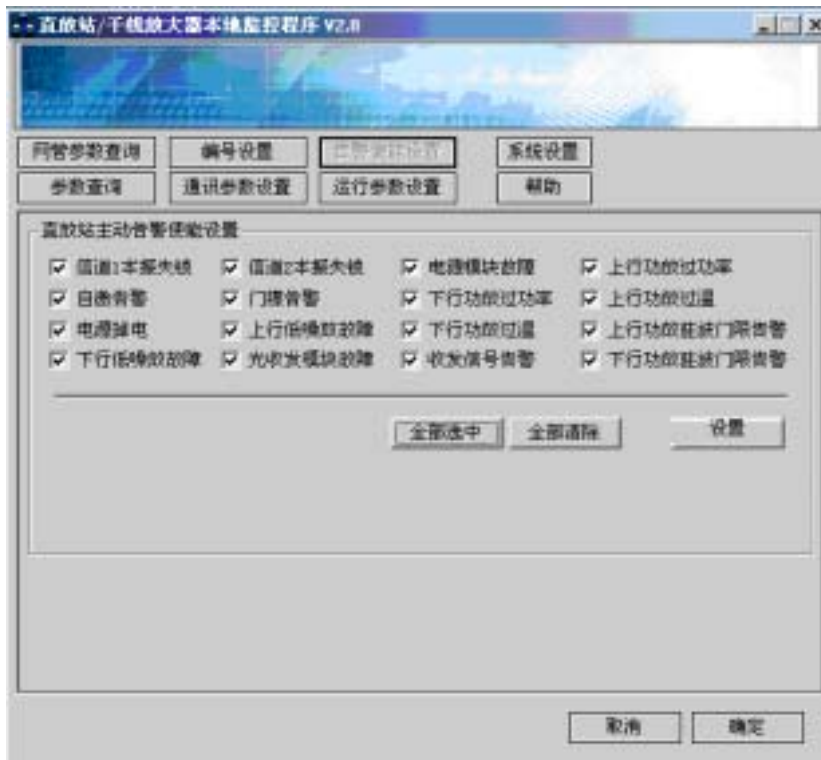 直放站/干线放大器本地监控程序 V2.0
网管参数查询 编号设置 告警使能设置 系统设置
参数查询 通讯参数设置 运行参数设置 帮助
直放站主动告警使能设置
信道1本振失锁 信道2本振失锁 电源模块故障 上行功放过功率
自激告警 门禁告警 下行功放过功率 上行功放过温
电源掉电 上行低噪放故障 下行功放过温 上行功放驻波门限告警
下行低噪放故障 光收发模块故障 收发信号告警 下行功放驻波门限告警
全部选中 全部清除 设置
取消 确定